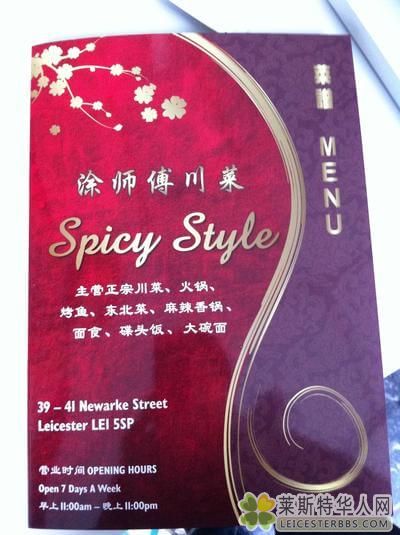 菜谱 MENU
涂师傅川菜
Spicy Style
主营正宗川菜、火锅、
烤鱼、东北菜、麻辣香锅、
面食、碟头饭、大碗面
39 – 41 Newarke Street
Leicester LE1 5SP
营业时间 OPENING HOURS
Open 7 Days A Week
早上11:00am – 晚上11:00pm
莱斯特华人网
LEICESTERBBS.COM